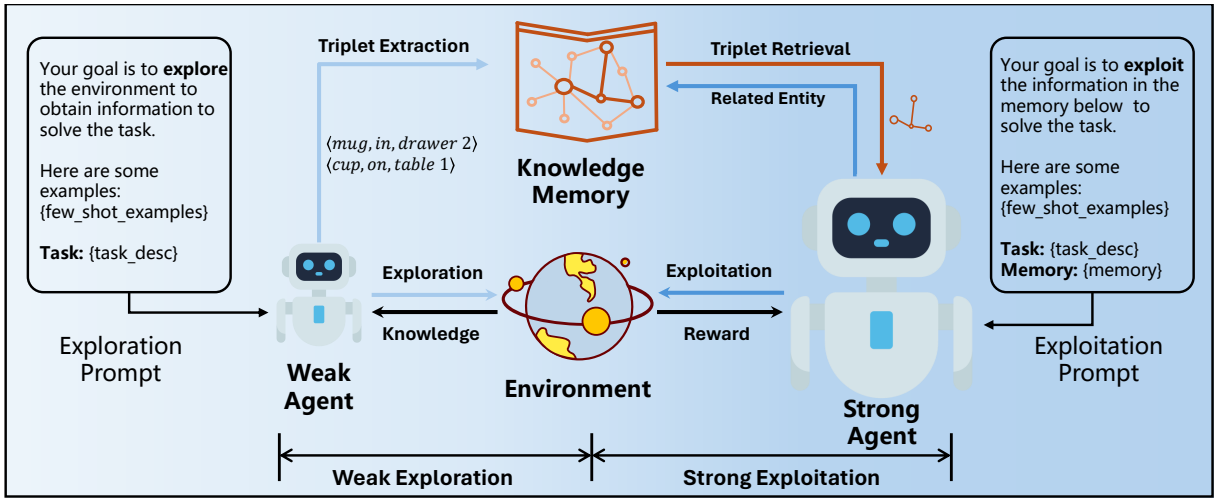 Your goal is to explore
the environment to
obtain information to
solve the task.
Here are some
examples:
{few_shot_examples}
Task: {task_desc}
Exploration
Prompt
Triplet Extraction
⟨mug, in, drawer 2⟩
⟨cup, on, table 1⟩
Knowledge
Memory
Triplet Retrieval
Related Entity
Exploration
Knowledge
Weak
Agent
Environment
Exploitation
Reward
Strong
Agent
Your goal is to exploit
the information in the
memory below to
solve the task.
Here are some
examples:
{few_shot_examples}
Task: {task_desc}
Memory: {memory}
Exploitation
Prompt
Weak Exploration
Strong Exploitation